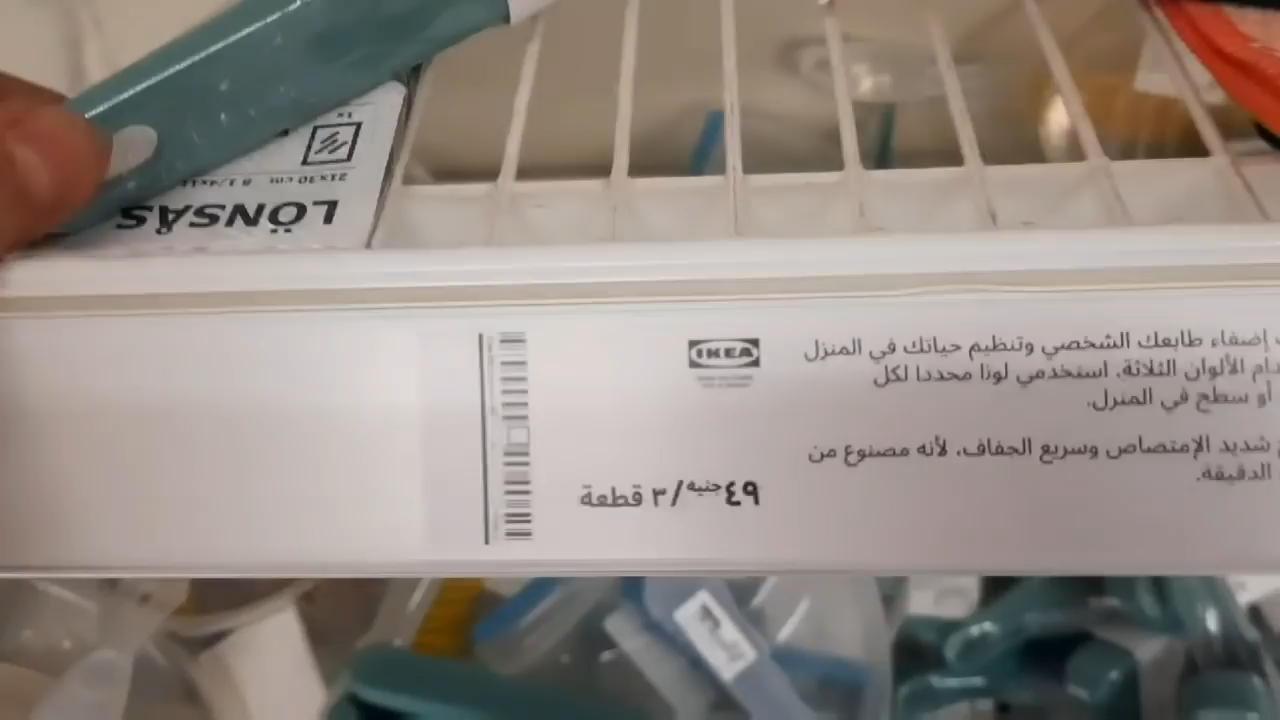 LÖNSÅS
21x30 cm
1x
IKEA
إضفاء طابعك الشخصي وتنظيم حياتك في المنزل
الألوان الثلاثة. استخدمي لونا محددا لكل
أو سطح في المنزل.
شديد الإمتصاص وسريع الجفاف، لأنه مصنوع من
الدقيقة.
٤٩ جنيه/٣ قطعة